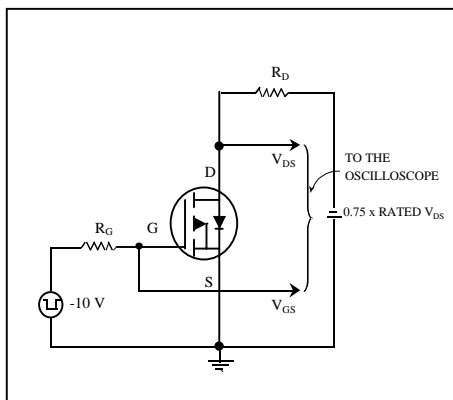 R_D
V_DS
TO THE
OSCILLOSCOPE
D
0.75 x RATED V_DS
R_G
G
S
V_GS
-10 V